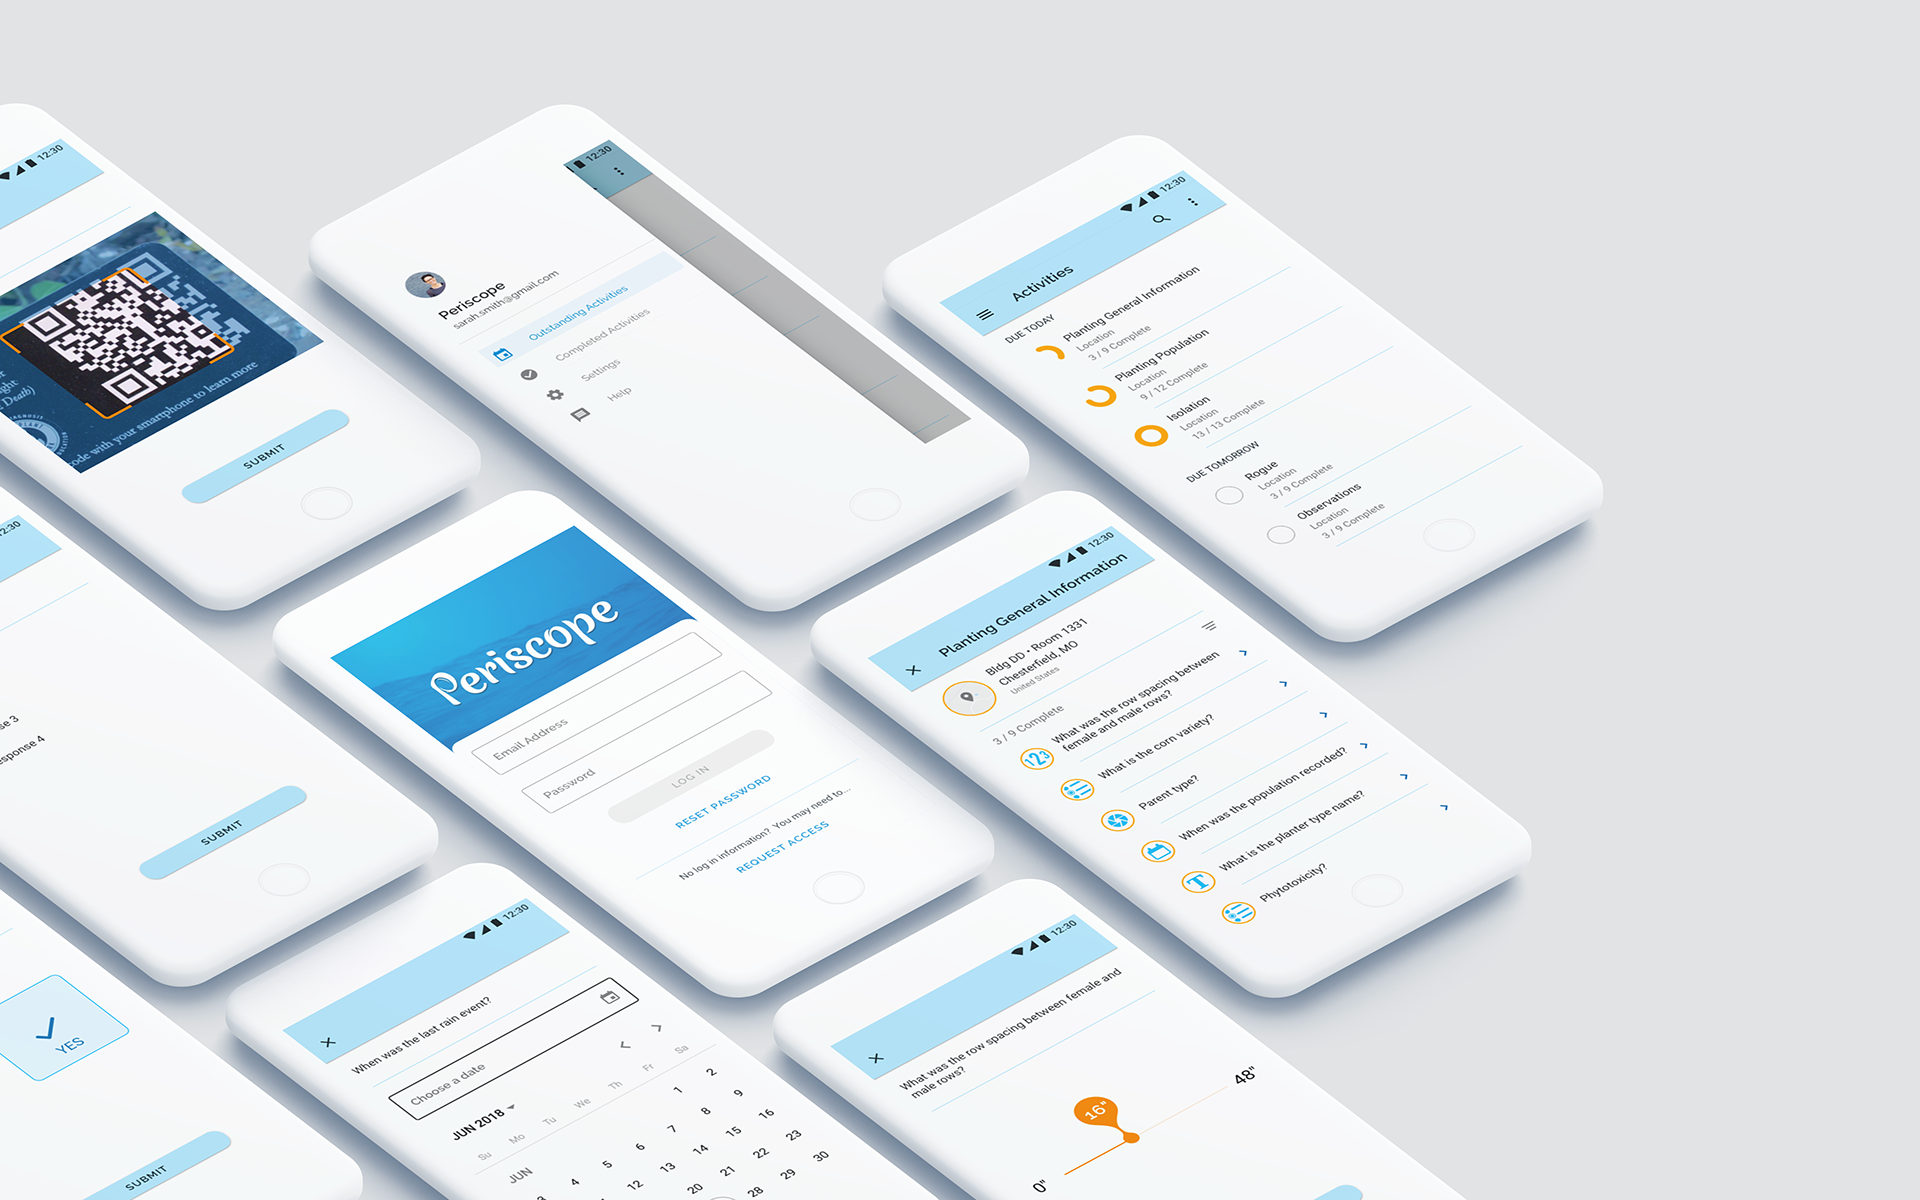 12:30
ight
Death)
code with your smartphone to learn more
SUBMIT
12:30
Periscope
sarah.smith@gmail.com
Outstanding Activities
Completed Activities
Settings
Help
12:30
Activities
DUE TODAY
Planting General Information
Location
3 / 9 Complete
Planting Population
Location
9 / 12 Complete
Isolation
Location
13 / 13 Complete
DUE TOMORROW
Rogue
Location
3 / 9 Complete
Observations
Location
3 / 9 Complete
2:30
se 3
esponse 4
SUBMIT
Periscope
Email Address
Password
LOG IN
RESET PASSWORD
No log in information? You may need to...
REQUEST ACCESS
12:30
Planting General Information
Bldg DD • Room 1331
Chesterfield, MO
United States
3 / 9 Complete
123
What was the row spacing between
female and male rows?
What is the corn variety?
Parent type?
When was the population recorded?
T
What is the planter type name?
Phytotoxicity?
YES
SUBMIT
12:30
When was the last rain event?
Choose a date
JUN 2018
Su Mo Tu We Th Fr Sa
JUN 1 2
3 4 5 6 7 8 9
12 13 14 15 16
20 21 22 23
28 29 30
12:30
What was the row spacing between female and
male rows?
16"
0" 48"